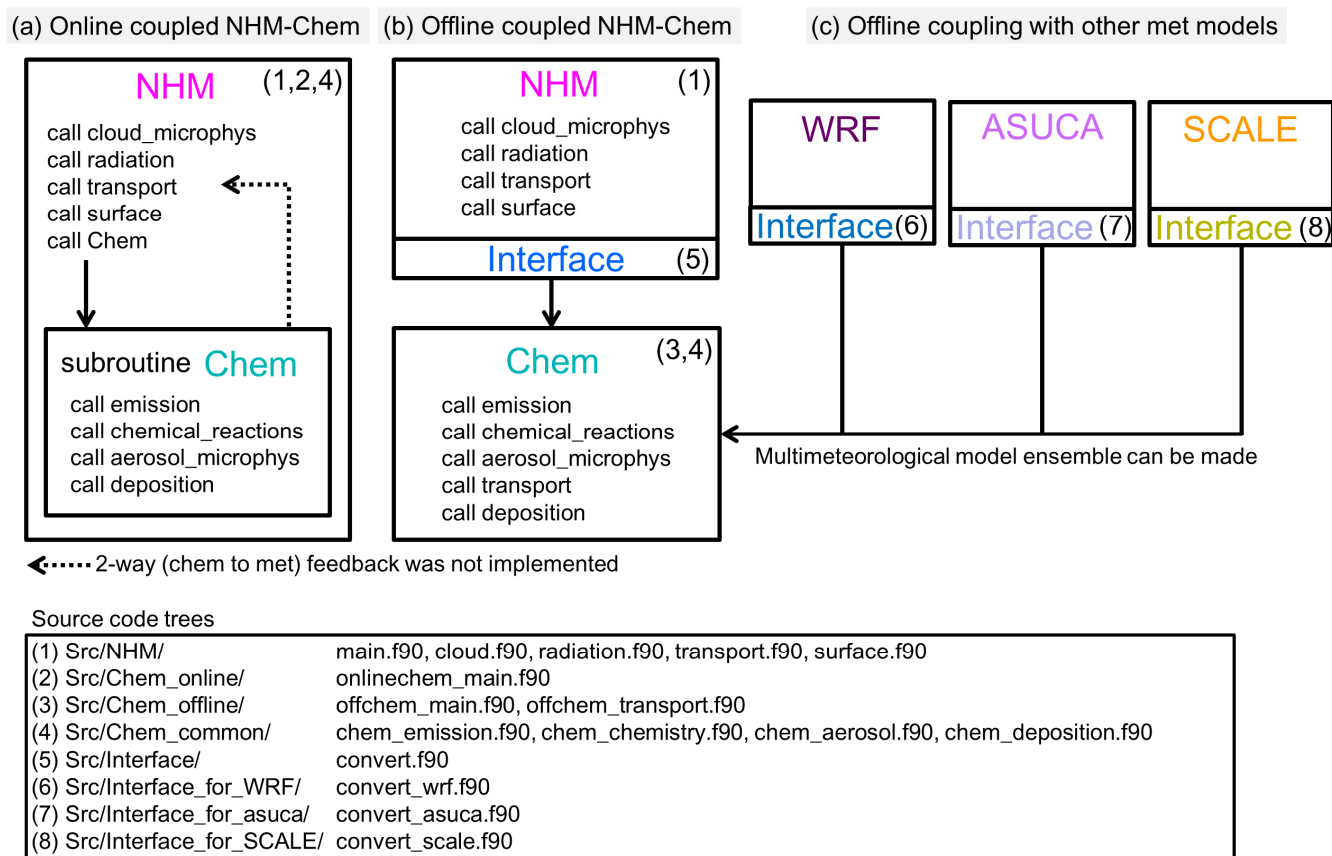 (a) Online coupled NHM-Chem
NHM (1,2,4)
call cloud_microphys
call radiation
call transport
call surface
call Chem
subroutine Chem
call emission
call chemical_reactions
call aerosol_microphys
call deposition
(b) Offline coupled NHM-Chem
NHM (1)
call cloud_microphys
call radiation
call transport
call surface
Interface (5)
Chem (3,4)
call emission
call chemical_reactions
call aerosol_microphys
call transport
call deposition
(c) Offline coupling with other met models
WRF
Interface (6)
ASUCA
Interface (7)
SCALE
Interface (8)
Multimeteorological model ensemble can be made
2-way (chem to met) feedback was not implemented
Source code trees
(1) Src/NHM/ main.f90, cloud.f90, radiation.f90, transport.f90, surface.f90
(2) Src/Chem_online/ onlinechem_main.f90
(3) Src/Chem_offline/ offchem_main.f90, offchem_transport.f90
(4) Src/Chem_common/ chem_emission.f90, chem_chemistry.f90, chem_aerosol.f90, chem_deposition.f90
(5) Src/Interface/ convert.f90
(6) Src/Interface_for_WRF/ convert_wrf.f90
(7) Src/Interface_for_asuca/ convert_asuca.f90
(8) Src/Interface_for_SCALE/ convert_scale.f90